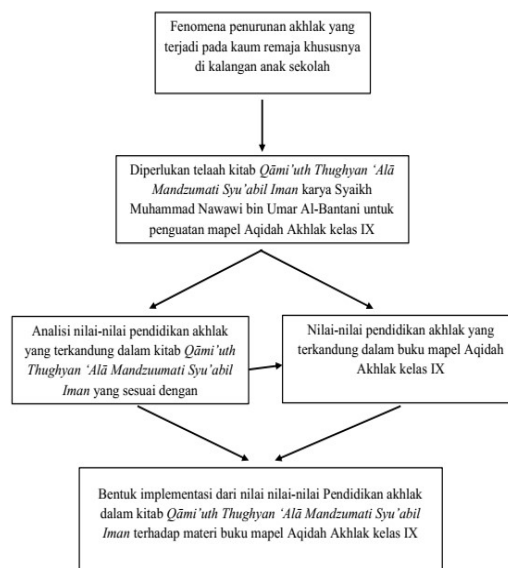 Fenomena penurunan akhlak yang
terjadi pada kaum remaja khususnya
di kalangan anak sekolah
Diperlukan telaah kitab Qāmi’uth Thughyan ‘Alā
Mandzumati Syu’abil Iman karya Syaikh
Muhammad Nawawi bin Umar Al-Bantani untuk
penguatan mapel Aqidah Akhlak kelas IX
Analisi nilai-nilai pendidikan akhlak
yang terkandung dalam kitab Qāmi’uth
Thughyan ‘Alā Mandzuumati Syu’abil
Iman yang sesuai dengan
Nilai-nilai pendidikan akhlak yang
terkandung dalam buku mapel Aqidah
Akhlak kelas IX
Bentuk implementasi dari nilai nilai-nilai Pendidikan akhlak
dalam kitab Qāmi’uth Thughyan ‘Alā Mandzumati Syu’abil
Iman terhadap materi buku mapel Aqidah Akhlak kelas IX